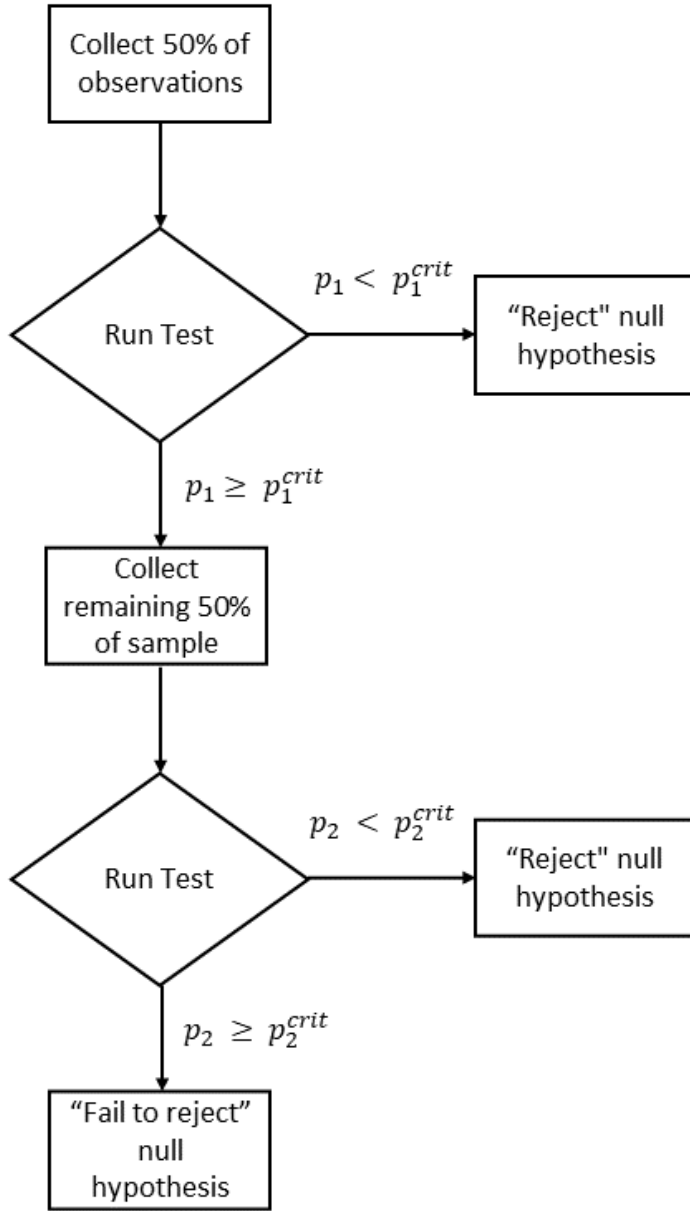 Collect 50% of
observations
Run Test
p₁ < p₁ᶜʳⁱᵗ
“Reject" null
hypothesis
p₁ ≥ p₁ᶜʳⁱᵗ
Collect
remaining 50%
of sample
Run Test
p₂ < p₂ᶜʳⁱᵗ
“Reject" null
hypothesis
p₂ ≥ p₂ᶜʳⁱᵗ
“Fail to reject”
null
hypothesis